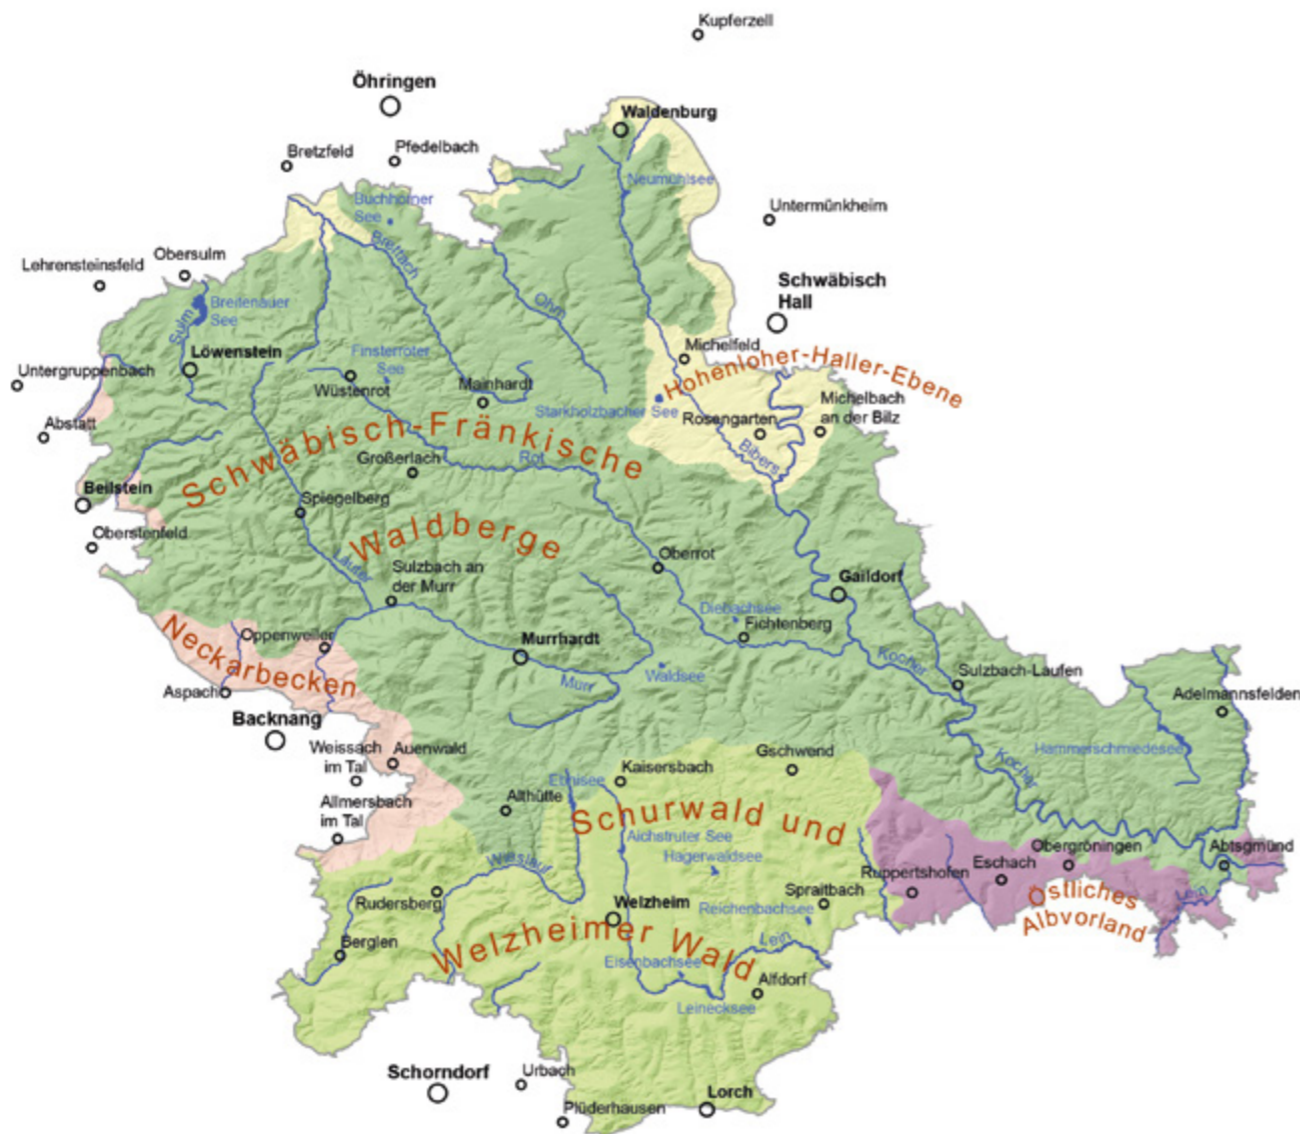 Kupferzell
Öhringen
Waldenburg
Bretzfeld
Pfedelbach
Neumühlsee
Buchhorner
See
Untermünkheim
Brettach
Obersulm
Lehrensteinsfeld
Schwäbisch
Hall
Breitenauer
See
Ohrn
Sulm
Löwenstein
Finsterroter
See
Michelfeld
Hohenloher-Haller-Ebene
Untergruppenbach
Wüstenrot
Mainhardt
Starkholzbacher See
Rosengarten
Michelbach
an der Bilz
Abstatt
Schwäbisch-Fränkische
Waldberge
Großerlach
Rot
Bibers
Beilstein
Spiegelberg
Oberstenfeld
Lauter
Sulzbach an
der Murr
Oberrot
Gaildorf
Diebachsee
Fichtenberg
Oppenweiler
Neckarbecken
Murrhardt
Murr
Waldsee
Kocher
Sulzbach-Laufen
Aspach
Adelmannsfelden
Backnang
Weissach
im Tal
Auenwald
Gschwend
Hammerschmiedesee
Kocher
Ebnisee
Kaisersbach
Allmersbach
im Tal
Althütte
Schurwald und
Welzheimer Wald
Aichstruter See
Hagerwaldsee
Wieslauf
Obergröningen
Abtsgmünd
Eschach
Ruppertshofen
Östliches
Albvorland
Lein
Rudersberg
Spraitbach
Welzheim
Reichenbachsee
Berglen
Lein
Eisenbachsee
Alfdorf
Leinecksee
Schorndorf
Urbach
Lorch
Plüderhausen